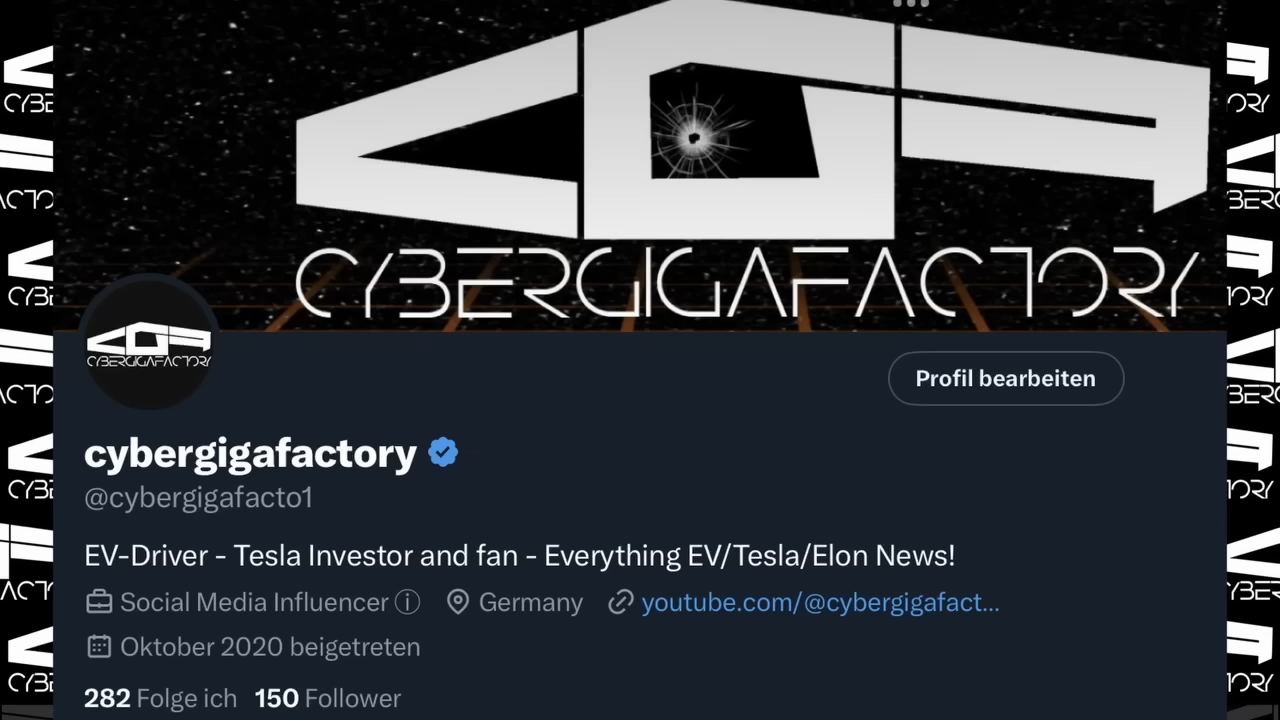 CYBERGIGAFACTORY
CYBERGIGAFACTORY
Profil bearbeiten
cybergigafactory
@cybergigafacto1
EV-Driver - Tesla Investor and fan - Everything EV/Tesla/Elon News!
Social Media Influencer Germany youtube.com/@cybergigafact...
Oktober 2020 beigetreten
282 Folge ich 150 Follower